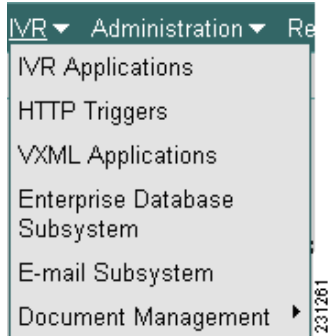 IVR ▼ Administration ▼ Re
IVR Applications
HTTP Triggers
VXML Applications
Enterprise Database
Subsystem
E-mail Subsystem
Document Management ▶
231261